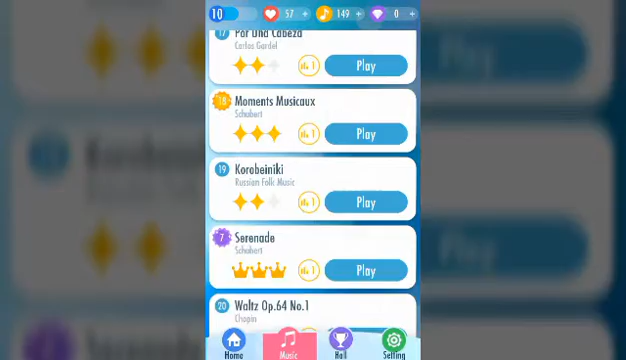 10 57 + 149 + 0 +
17 Por Una Cabeza
Carlos Gardel
1 Play
18 Moments Musicaux
Schubert
1 Play
19 Korobeiniki
Russian Folk Music
1 Play
7 Serenade
Schubert
1 Play
20 Waltz Op.64 No.1
Chopin
Home Music Hall Setting